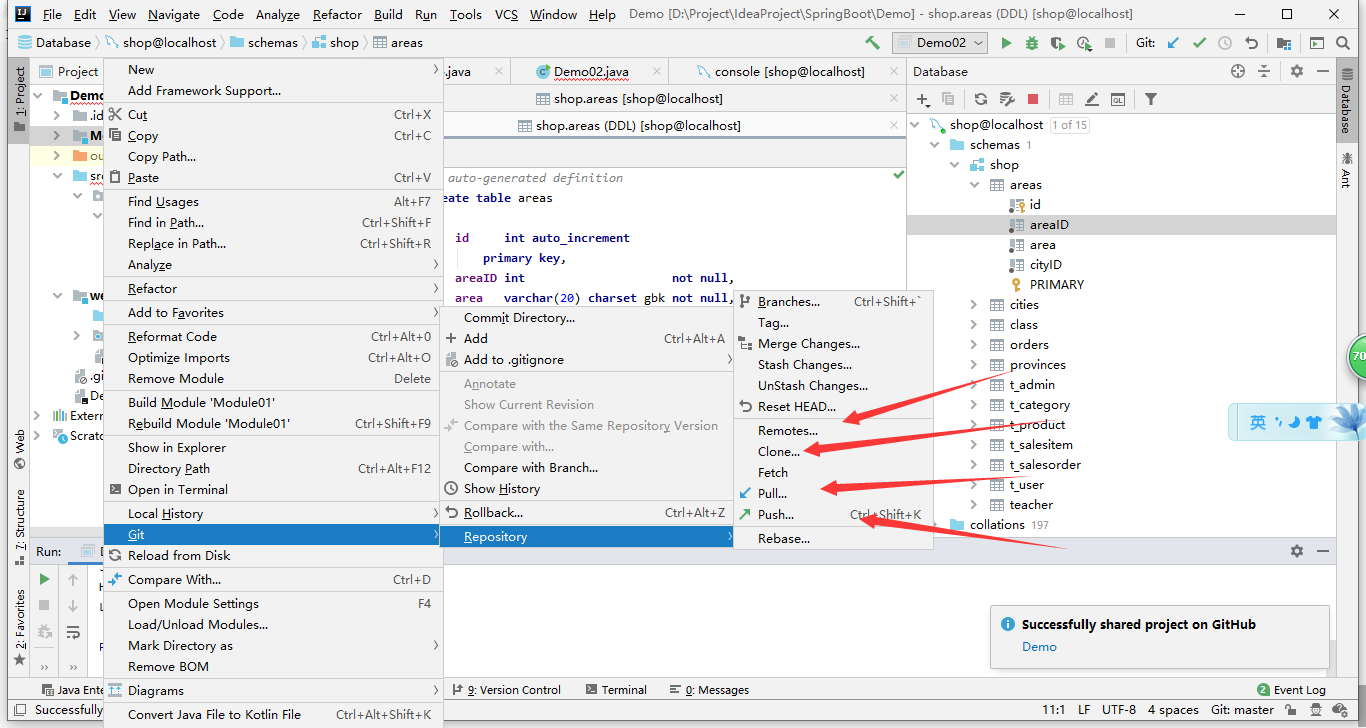 File Edit View Navigate Code Analyze Refactor Build Run Tools VCS Window Help Demo [D:\Project\IdeaProject\SpringBoot\Demo] - shop.areas (DDL) [shop@localhost]
Database shop@localhost schemas shop areas Demo02 Git:
1: Project
Project
.java Demo02.java console [shop@localhost]
shop.areas [shop@localhost]
shop.areas (DDL) [shop@localhost]
Demo
.id
ou
src
we
.gi
De
Extern
Scratc
New
Add Framework Support...
Cut Ctrl+X
Copy Ctrl+C
Copy Path...
Paste Ctrl+V
Find Usages Alt+F7
Find in Path... Ctrl+Shift+F
Replace in Path... Ctrl+Shift+R
Analyze
Refactor
Add to Favorites
Reformat Code Ctrl+Alt+0
Optimize Imports Ctrl+Alt+O
Remove Module Delete
Build Module 'Module01'
Rebuild Module 'Module01' Ctrl+Shift+F9
Show in Explorer
Directory Path Ctrl+Alt+F12
Open in Terminal
Local History
Git
Reload from Disk
Compare With... Ctrl+D
Open Module Settings F4
Load/Unload Modules...
Mark Directory as
Remove BOM
Diagrams
Convert Java File to Kotlin File Ctrl+Alt+Shift+K
auto-generated definition
eate table areas
id int auto_increment
primary key,
areaID int not null,
area varchar(20) charset gbk not null,
Commit Directory...
Add Ctrl+Alt+A
Add to .gitignore
Annotate
Show Current Revision
Compare with the Same Repository Version
Compare with...
Compare with Branch...
Show History
Rollback... Ctrl+Alt+Z
Repository
Branches... Ctrl+Shift+`
Tag...
Merge Changes...
Stash Changes...
UnStash Changes...
Reset HEAD...
Remotes...
Clone...
Fetch
Pull...
Push... Ctrl+Shift+K
Rebase...
Database
shop@localhost 1 of 15
schemas 1
shop
areas
id
areaID
area
cityID
PRIMARY
cities
class
orders
provinces
t_admin
t_category
t_product
t_salesitem
t_salesorder
t_user
teacher
collations 197
Database
Ant
70
英
Web
7: Structure
2: Favorites
Run:
Successfully shared project on GitHub
Demo
Java Ente 9: Version Control Terminal 0: Messages 2 Event Log
Successfully 11:1 LF UTF-8 4 spaces Git: master